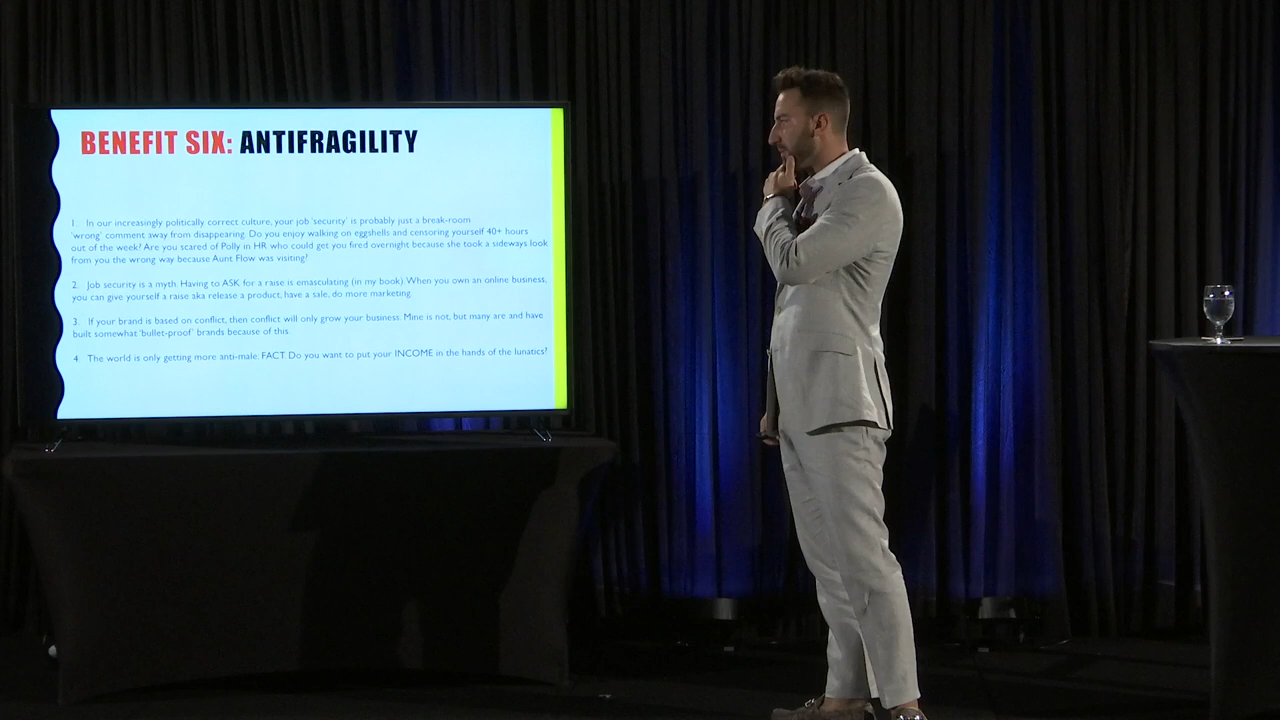 BENEFIT SIX: ANTIFRAGILITY
1. In our increasingly politically correct culture, your job 'security' is probably just a break-room
'wrong' comment away from disappearing. Do you enjoy walking on eggshells and censoring yourself 40+ hours
out of the week? Are you scared of Polly in HR who could get you fired overnight because she took a sideways look
from you the wrong way because Aunt Flow was visiting?
2. Job security is a myth. Having to ASK for a raise is emasculating (in my book) When you own an online business,
you can give yourself a raise aka release a product, have a sale, do more marketing.
3. If your brand is based on conflict, then conflict will only grow your business. Mine is not, but many are and have
built somewhat 'bullet-proof' brands because of this.
4. The world is only getting more anti-male. FACT Do you want to put your INCOME in the hands of the lunatics?